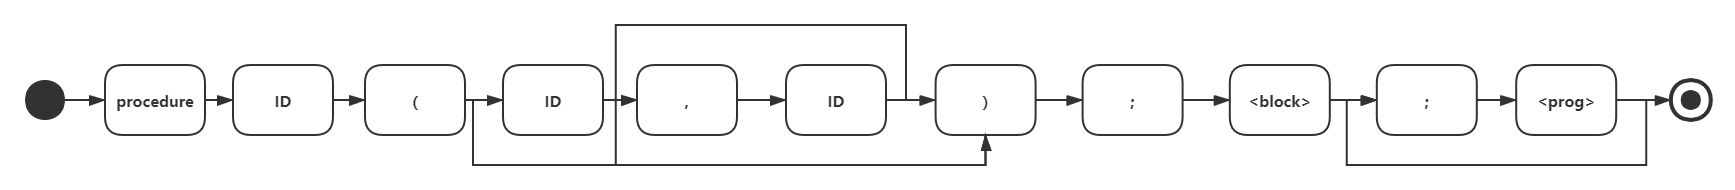 procedure ID ( ID , ID ) ; <block> ; <prog>